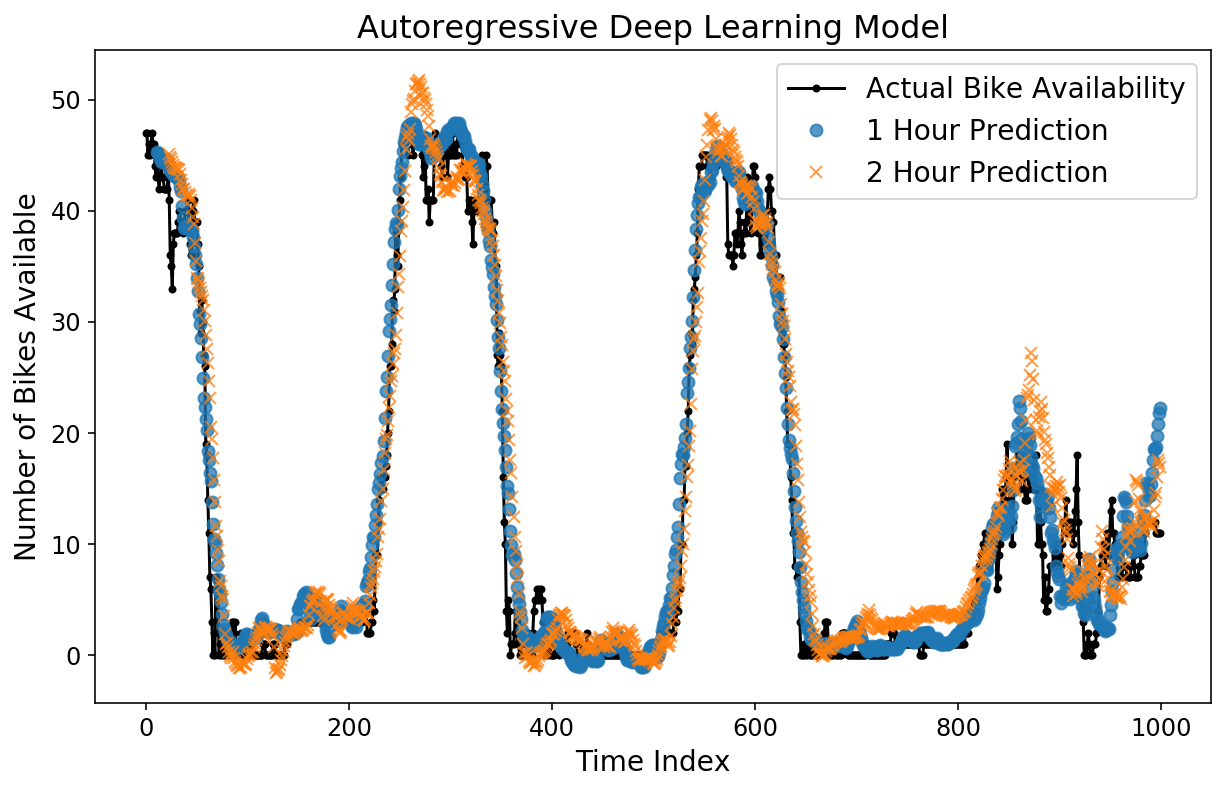 Autoregressive Deep Learning Model
Actual Bike Availability
1 Hour Prediction
2 Hour Prediction
Number of Bikes Available
50
40
30
20
10
0
0 200 400 600 800 1000
Time Index